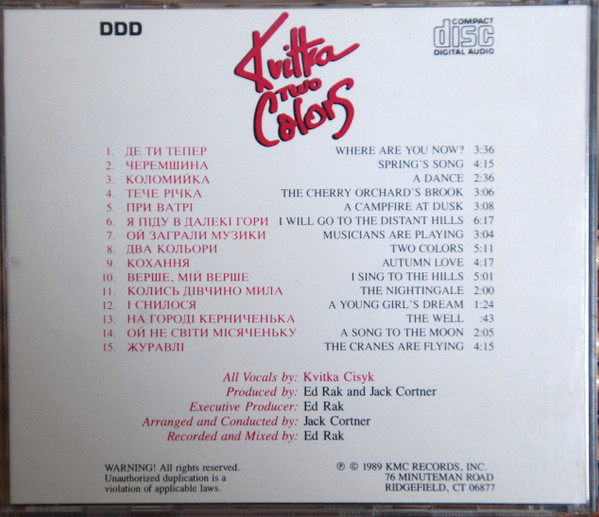 DDD
Kvitka
TWO
Colors
COMPACT
disc
DIGITAL AUDIO
1. ДЕ ТИ ТЕПЕР WHERE ARE YOU NOW? 3:36
2. ЧЕРЕМШИНА SPRING'S SONG 4:15
3. КОЛОМИЙКА A DANCE 2:36
4. ТЕЧЕ РІЧКА THE CHERRY ORCHARD'S BROOK 3:06
5. ПРИ ВАТРІ A CAMPFIRE AT DUSK 3:08
6. Я ПІДУ В ДАЛЕКІ ГОРИ I WILL GO TO THE DISTANT HILLS 6:17
7. ОЙ ЗАГРАЛИ МУЗИКИ MUSICIANS ARE PLAYING 3:04
8. ДВА КОЛЬОРИ TWO COLORS 5:11
9. КОХАННЯ AUTUMN LOVE 4:17
10. ВЕРШЕ, МІЙ ВЕРШЕ I SING TO THE HILLS 5:01
11. КОЛИСЬ ДІВЧИНО МИЛА THE NIGHTINGALE 2:00
12. І СНИЛОСЯ A YOUNG GIRL'S DREAM 1:24
13. НА ГОРОДІ КЕРНИЧЕНЬКА THE WELL :43
14. ОЙ НЕ СВІТИ МІСЯЧЕНЬКУ A SONG TO THE MOON 2:05
15. ЖУРАВЛІ THE CRANES ARE FLYING 4:15
All Vocals by: Kvitka Cisyk
Produced by: Ed Rak and Jack Cortner
Executive Producer: Ed Rak
Arranged and Conducted by: Jack Cortner
Recorded and Mixed by: Ed Rak
WARNING! All rights reserved.
Unauthorized duplication is a
violation of applicable laws.
℗ © 1989 KMC RECORDS, INC.
76 MINUTEMAN ROAD
RIDGEFIELD, CT 06877